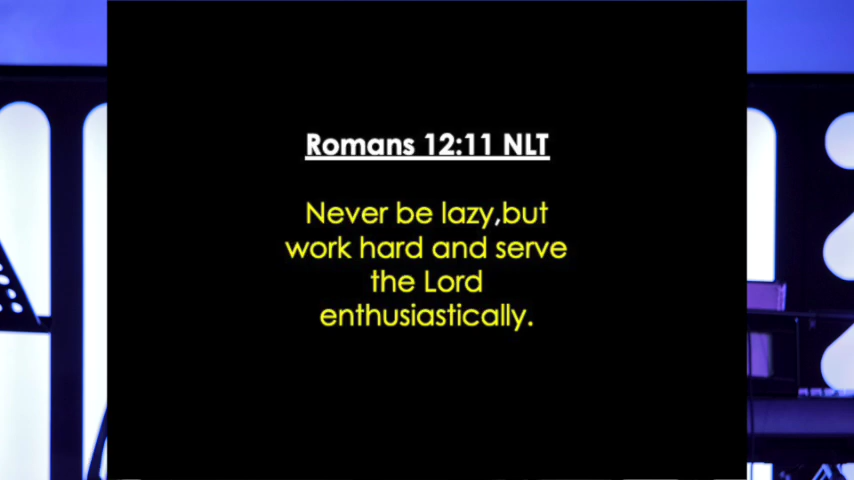 Romans 12:11 NLT
Never be lazy,but
work hard and serve
the Lord
enthusiastically.